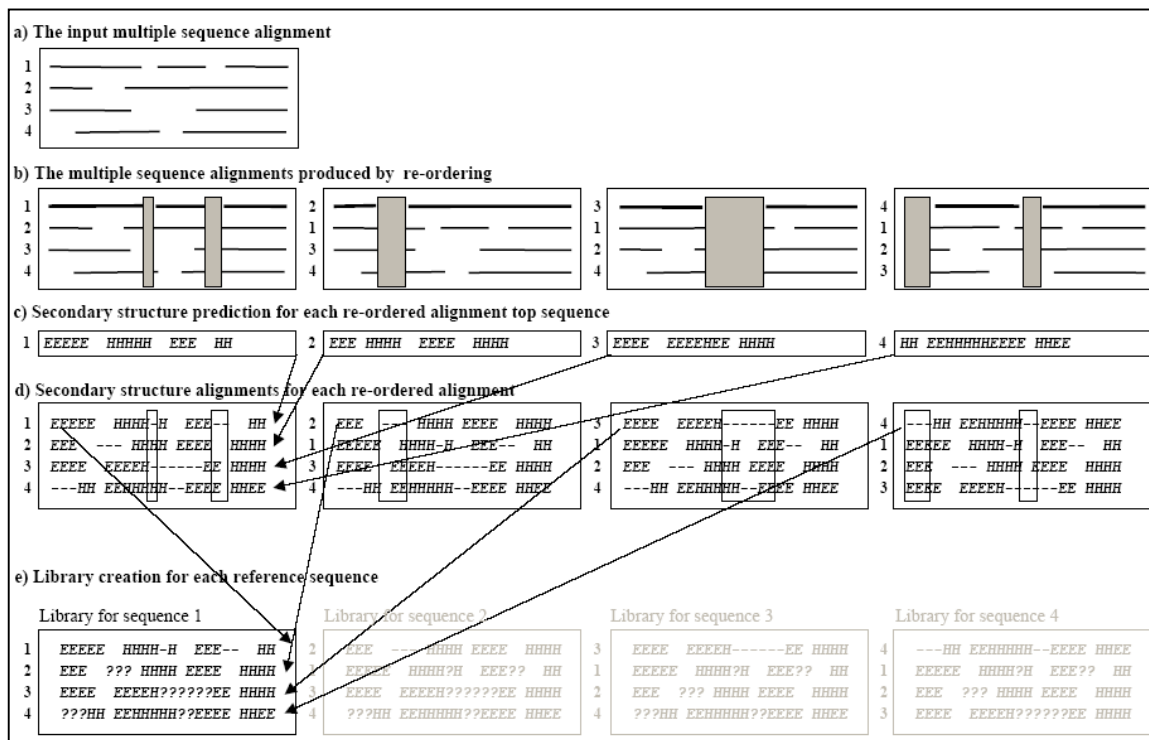 a) The input multiple sequence alignment
1
2
3
4
b) The multiple sequence alignments produced by re-ordering
1 2 3 4
2 1 1 1
3 3 2 2
4 4 4 3
c) Secondary structure prediction for each re-ordered alignment top sequence
1 EEEEE HHHHH EEE HH 2 EEE HHHH EEEE HHHH 3 EEEE EEEEHEE HHHH 4 HH EEHHHHHEEEE HHEE
d) Secondary structure alignments for each re-ordered alignment
1 EEEEE HHHH-H EEE-- HH 2 EEE --- HHHH EEEE HHHH 3 EEEE EEEEH------EE HHHH 4 ---HH EEHHHHH--EEEE HHEE
2 EEE --- HHHH EEEE HHHH 1 EEEEE HHHH-H EEE-- HH 1 EEEEE HHHH-H EEE-- HH 1 EEEEE HHHH-H EEE-- HH
3 EEEE EEEEH------EE HHHH 3 EEEE EEEEH------EE HHHH 2 EEE --- HHHH EEEE HHHH 2 EEE --- HHHH EEEE HHHH
4 ---HH EEHHHHH--EEEE HHEE 4 ---HH EEHHHHH--EEEE HHEE 4 ---HH EEHHHHH--EEEE HHEE 3 EEEE EEEEH------EE HHHH
e) Library creation for each reference sequence
Library for sequence 1 Library for sequence 2 Library for sequence 3 Library for sequence 4
1 EEEEE HHHH-H EEE-- HH 2 EEE ---HHHH EEEE HHHH 3 EEEE EEEEH------EE HHHH 4 ---HH EEHHHHH--EEEE HHEE
2 EEE ??? HHHH EEEE HHHH 1 EEEEE HHHH?H EEE?? HH 1 EEEEE HHHH?H EEE?? HH 1 EEEEE HHHH?H EEE?? HH
3 EEEE EEEEH??????EE HHHH 3 EEEE EEEEH??????EE HHHH 2 EEE ??? HHHH EEEE HHHH 2 EEE ??? HHHH EEEE HHHH
4 ???HH EEHHHHH??EEEE HHEE 4 ???HH EEHHHHH??EEEE HHEE 4 ???HH EEHHHHH??EEEE HHEE 3 EEEE EEEEH??????EE HHHH